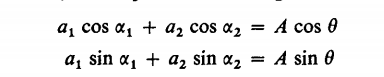 a₁ cos α₁ + a₂ cos α₂ = A cos θ
a₁ sin α₁ + a₂ sin α₂ = A sin θ